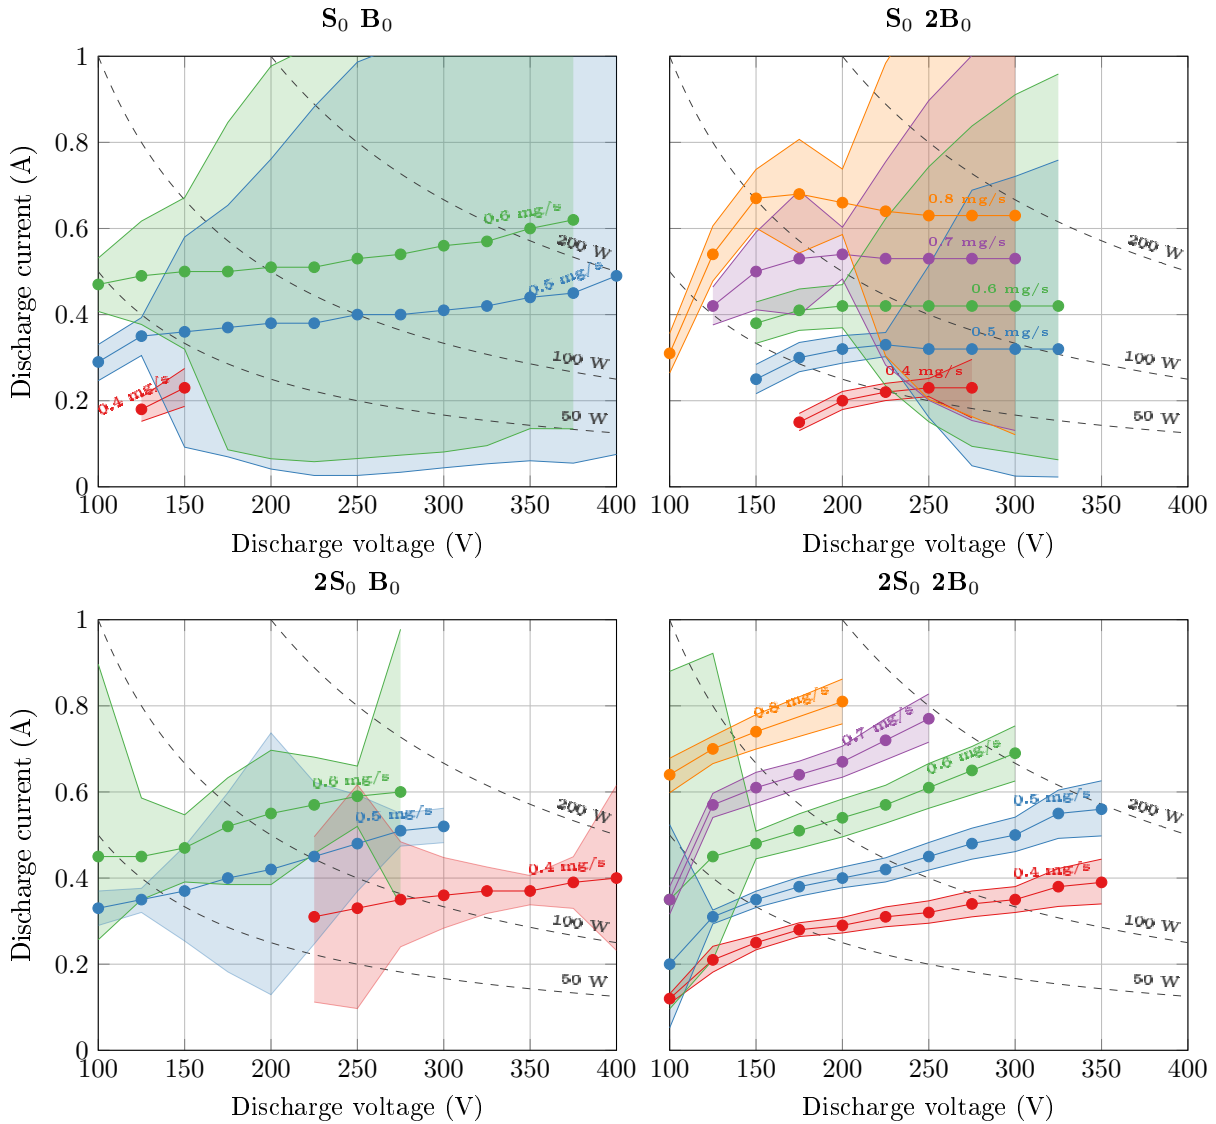 S₀ B₀
S₀ 2B₀
Discharge current (A)
1
0.8
0.6
0.4
0.2
0
0.6 mg/s
0.5 mg/s
0.4 mg/s
200 W
100 W
50 W
100 150 200 250 300 350 400
Discharge voltage (V)
0.8 mg/s
0.7 mg/s
0.6 mg/s
0.5 mg/s
0.4 mg/s
200 W
100 W
50 W
100 150 200 250 300 350 400
Discharge voltage (V)
2S₀ B₀
2S₀ 2B₀
Discharge current (A)
1
0.8
0.6
0.4
0.2
0
0.6 mg/s
0.5 mg/s
0.4 mg/s
200 W
100 W
50 W
100 150 200 250 300 350 400
Discharge voltage (V)
0.8 mg/s
0.7 mg/s
0.6 mg/s
0.5 mg/s
0.4 mg/s
200 W
100 W
50 W
100 150 200 250 300 350 400
Discharge voltage (V)